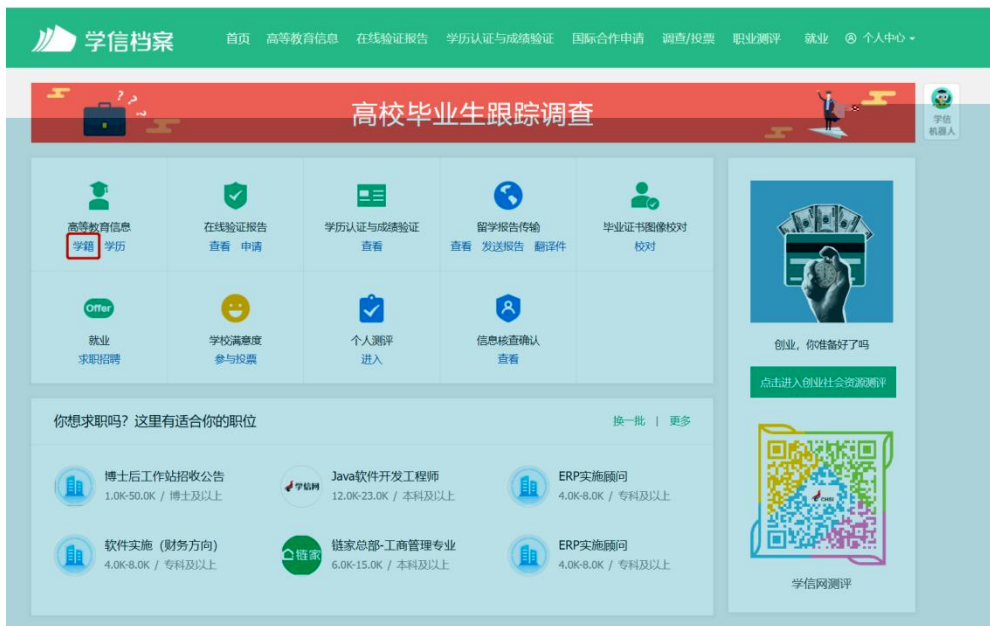 学信档案
首页 高等教育信息 在线验证报告 学历认证与成绩验证 国际合作申请 调查/投票 职业测评 就业 个人中心
高校毕业生跟踪调查
学信
机器人
高等教育信息
学籍 学历
在线验证报告
查看 申请
学历认证与成绩验证
查看
留学报告传输
查看 发送报告 翻译件
毕业证书图像校对
校对
Offer
就业
求职招聘
学校满意度
参与投票
个人测评
进入
信息核查确认
查看
创业，你准备好了吗
点击进入创业社会资源测评
你想求职吗？这里有适合你的职位
换一批 | 更多
博士后工作站招收公告
1.0K-50.0K / 博士及以上
学信网
Java软件开发工程师
12.0K-23.0K / 本科及以上
ERP实施顾问
4.0K-8.0K / 专科及以上
软件实施（财务方向）
4.0K-8.0K / 专科及以上
链家
链家总部-工商管理专业
6.0K-15.0K / 本科及以上
ERP实施顾问
4.0K-8.0K / 专科及以上
学信网测评